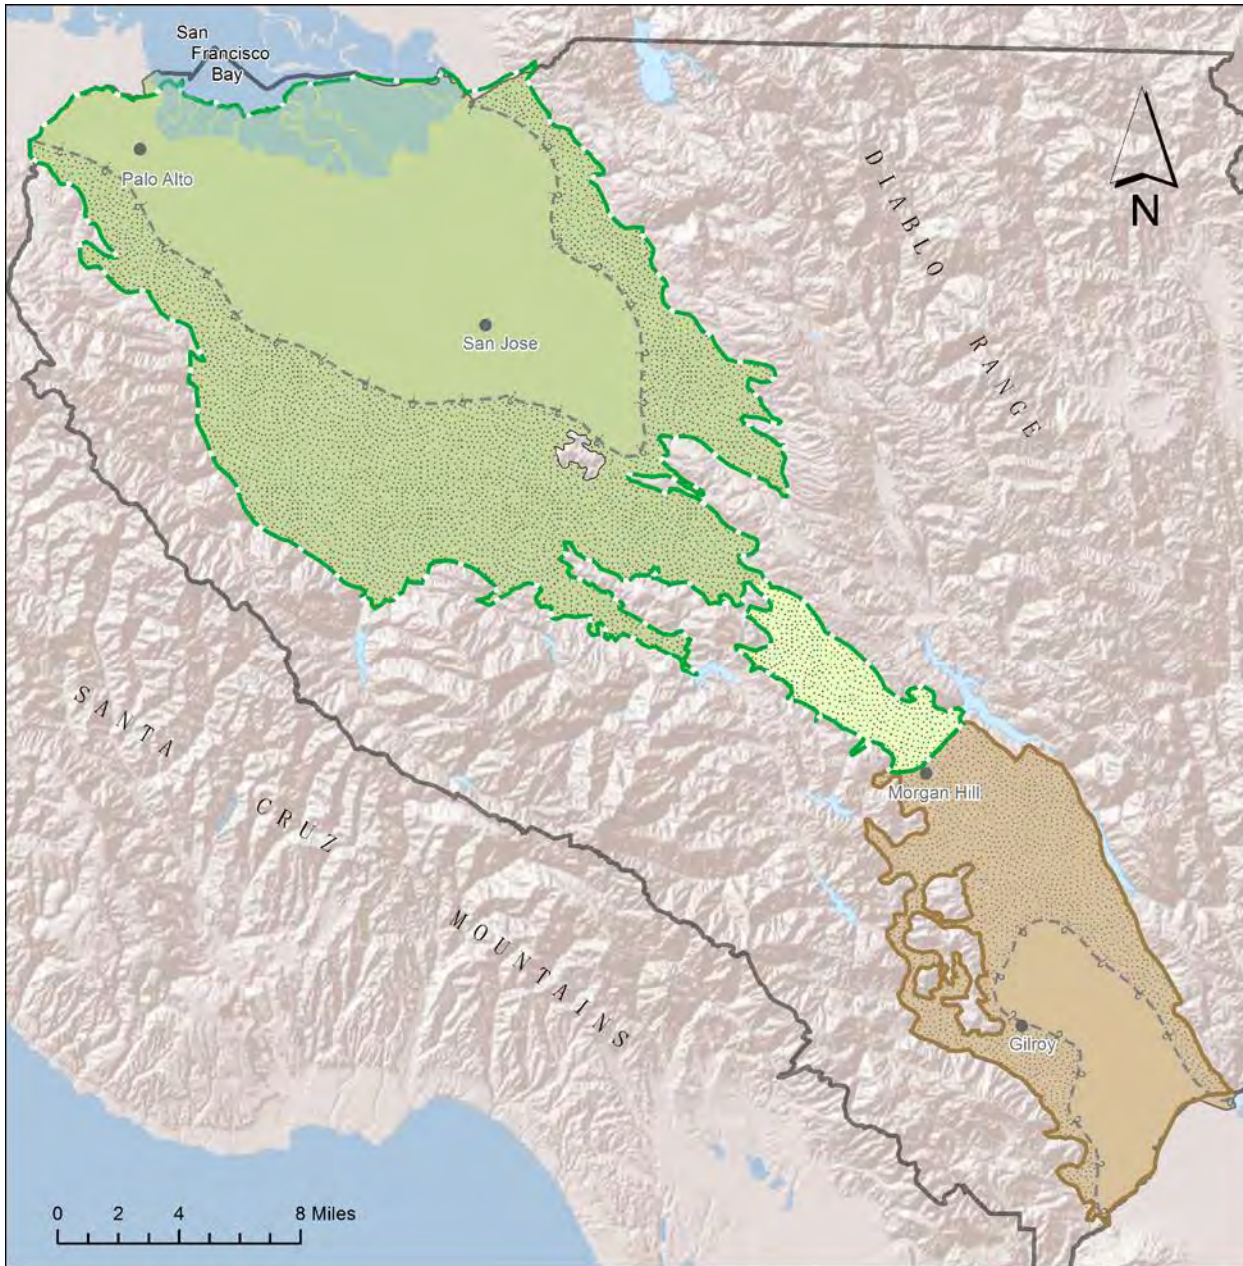 San
Francisco
Bay
Palo Alto
DIABLO
RANGE
N
San Jose
SANTA
CRUZ
MOUNTAINS
Morgan Hill
Gilroy
0 2 4 8 Miles